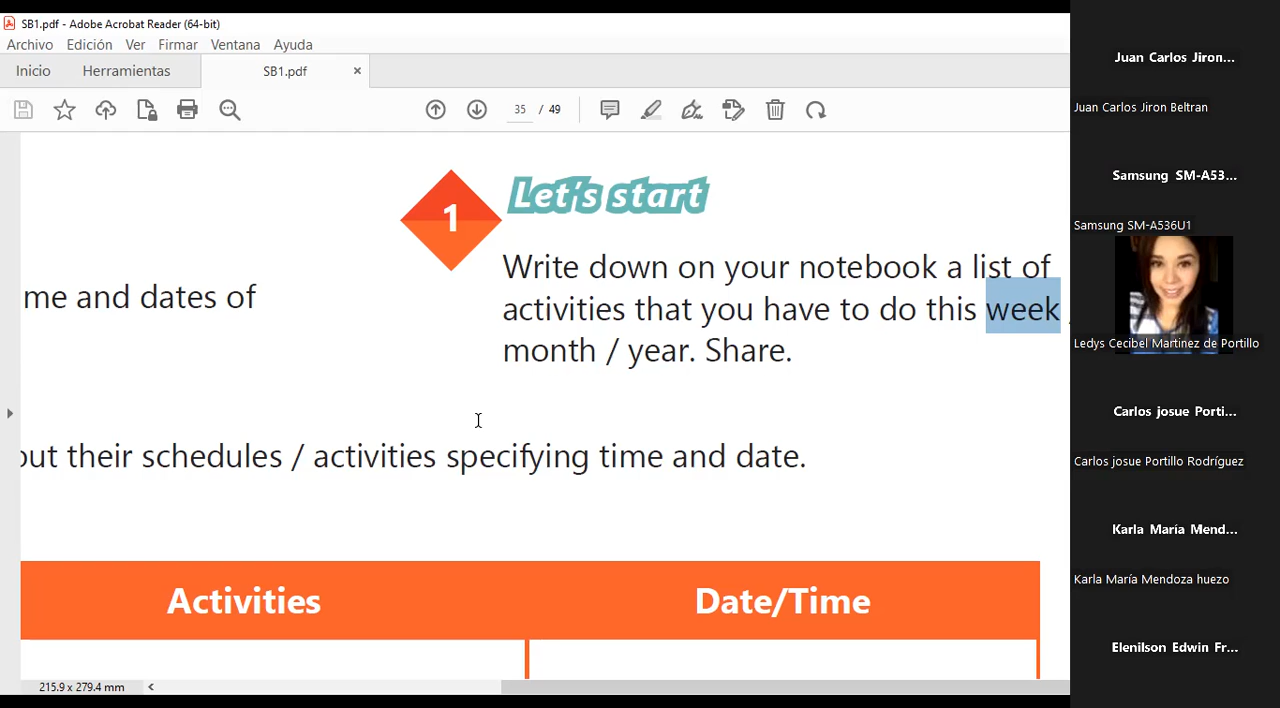 SB1.pdf - Adobe Acrobat Reader (64-bit)
Archivo Edición Ver Firmar Ventana Ayuda
Inicio Herramientas SB1.pdf ×
35 / 49
1
Let's start
Write down on your notebook a list of
activities that you have to do this week
month / year. Share.
me and dates of
out their schedules / activities specifying time and date.
Activities Date/Time
215.9 x 279.4 mm
Juan Carlos Jiron...
Juan Carlos Jiron Beltran
Samsung SM-A53...
Samsung SM-A536U1
Ledys Cecibel Martinez de Portillo
Carlos josue Porti...
Carlos josue Portillo Rodríguez
Karla María Mend...
Karla María Mendoza huezo
Elenilson Edwin Fr...